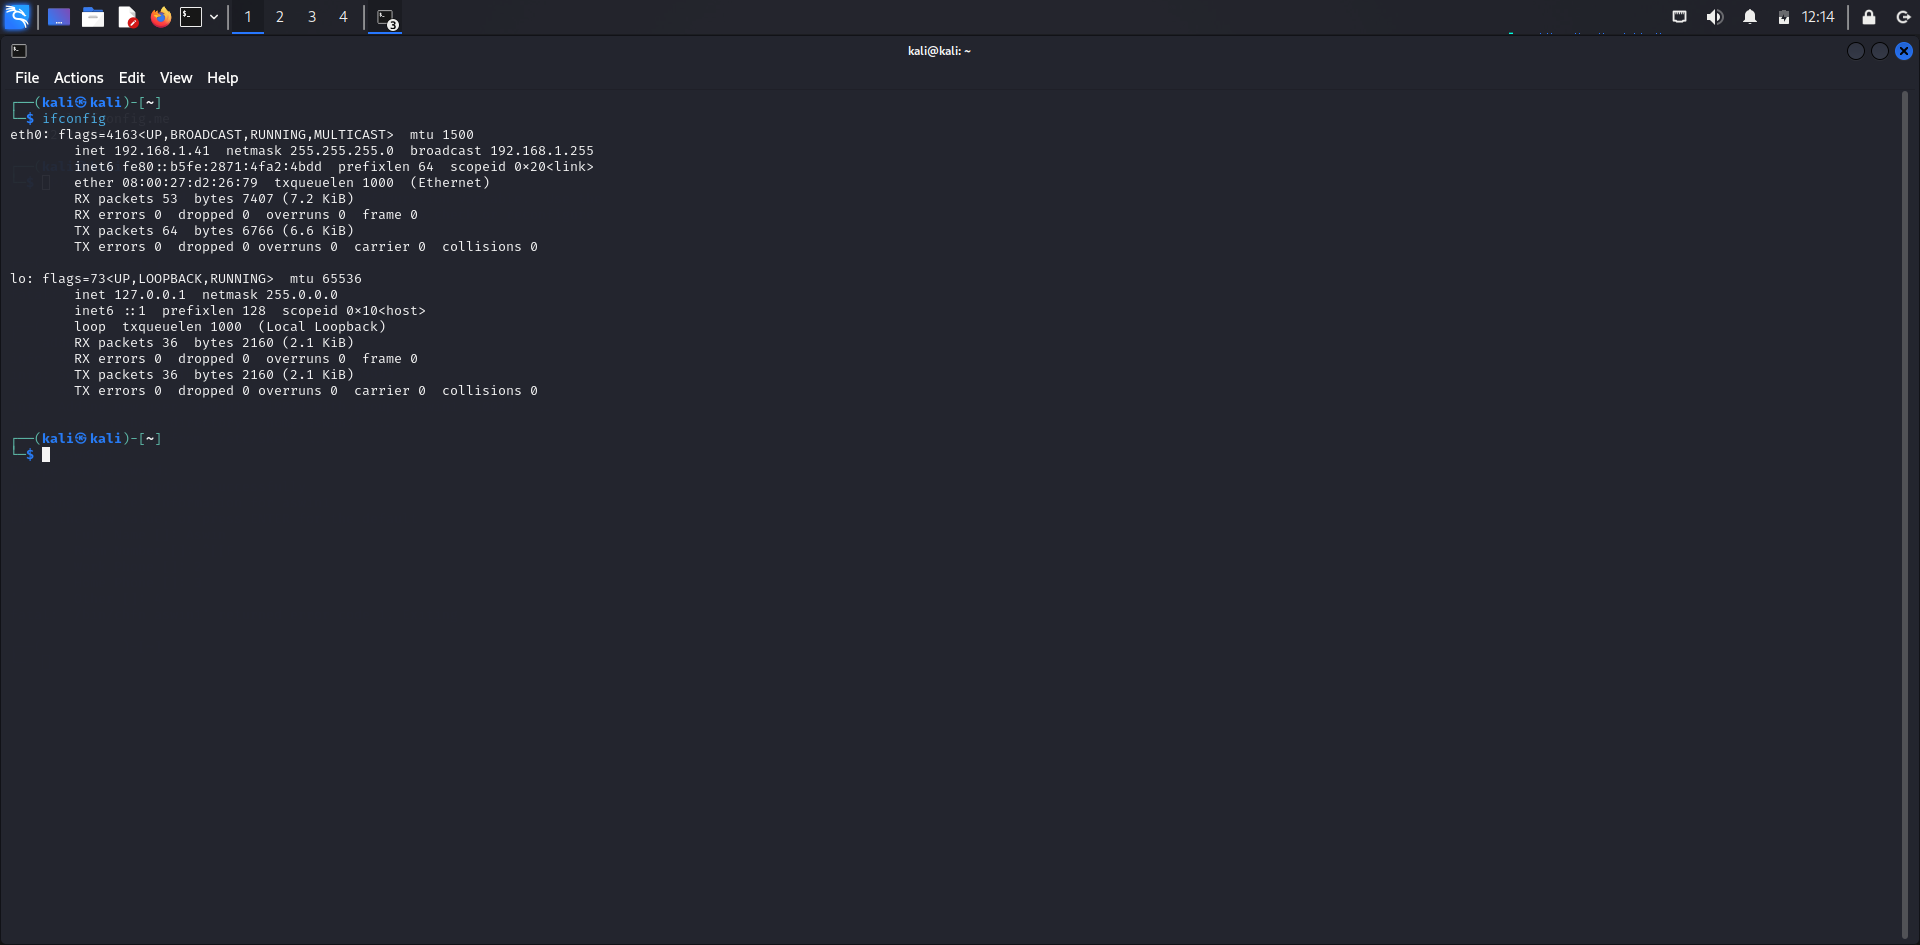 1 2 3 4 3 12:14
kali@kali: ~
File Actions Edit View Help
┌──(kali㉿kali)-[~]
└─$ ifconfig
eth0: flags=4163<UP,BROADCAST,RUNNING,MULTICAST>  mtu 1500
        inet 192.168.1.41  netmask 255.255.255.0  broadcast 192.168.1.255
        inet6 fe80::b5fe:2871:4fa2:4bdd  prefixlen 64  scopeid 0×20<link>
        ether 08:00:27:d2:26:79  txqueuelen 1000  (Ethernet)
        RX packets 53  bytes 7407 (7.2 KiB)
        RX errors 0  dropped 0  overruns 0  frame 0
        TX packets 64  bytes 6766 (6.6 KiB)
        TX errors 0  dropped 0 overruns 0  carrier 0  collisions 0

lo: flags=73<UP,LOOPBACK,RUNNING>  mtu 65536
        inet 127.0.0.1  netmask 255.0.0.0
        inet6 ::1  prefixlen 128  scopeid 0×10<host>
        loop  txqueuelen 1000  (Local Loopback)
        RX packets 36  bytes 2160 (2.1 KiB)
        RX errors 0  dropped 0  overruns 0  frame 0
        TX packets 36  bytes 2160 (2.1 KiB)
        TX errors 0  dropped 0 overruns 0  carrier 0  collisions 0

┌──(kali㉿kali)-[~]
└─$